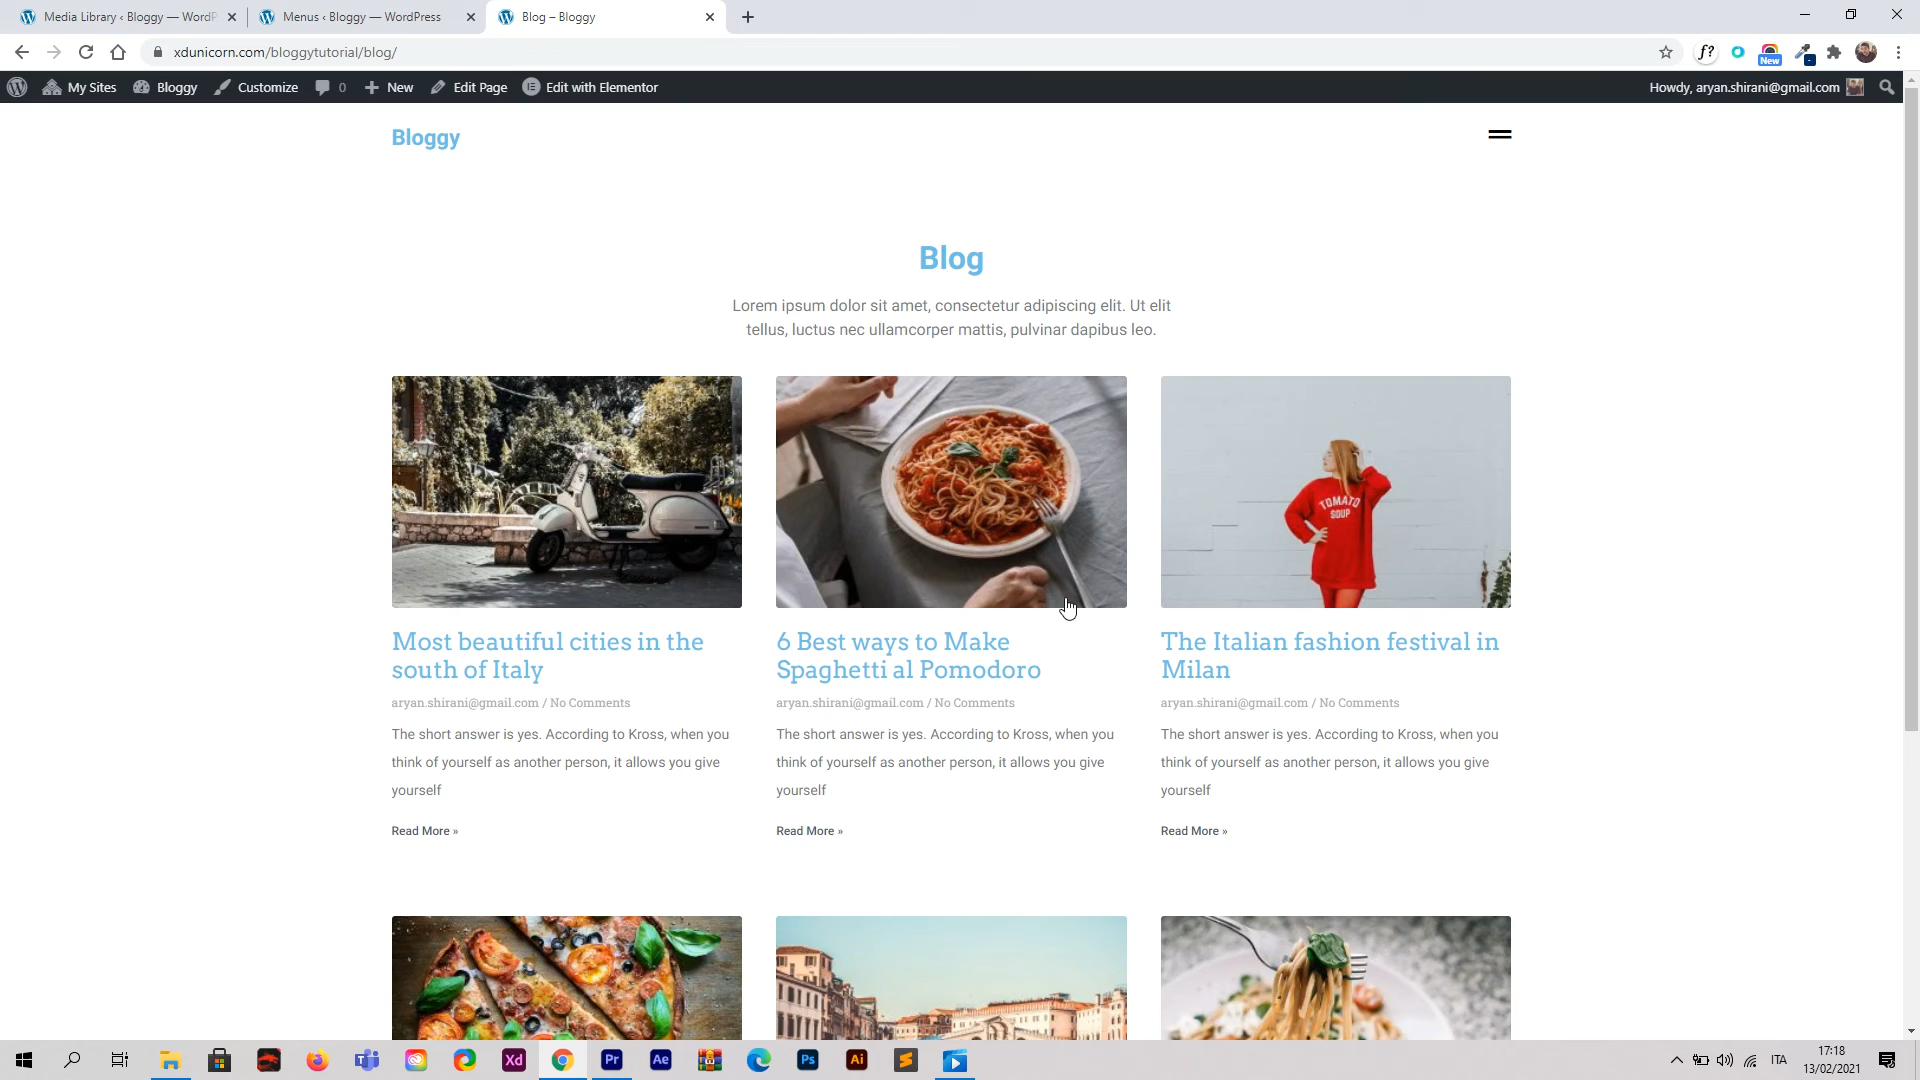 Media Library ‹ Bloggy — WordP
Menus ‹ Bloggy — WordPress
Blog – Bloggy
xdunicorn.com/bloggytutorial/blog/
f?
New
My Sites
Bloggy
Customize
0
New
Edit Page
Edit with Elementor
Howdy, aryan.shirani@gmail.com
Bloggy
Blog
Lorem ipsum dolor sit amet, consectetur adipiscing elit. Ut elit
tellus, luctus nec ullamcorper mattis, pulvinar dapibus leo.
TOMATO
SOUP
Most beautiful cities in the
south of Italy
aryan.shirani@gmail.com / No Comments
The short answer is yes. According to Kross, when you
think of yourself as another person, it allows you give
yourself
Read More »
6 Best ways to Make
Spaghetti al Pomodoro
aryan.shirani@gmail.com / No Comments
The short answer is yes. According to Kross, when you
think of yourself as another person, it allows you give
yourself
Read More »
The Italian fashion festival in
Milan
aryan.shirani@gmail.com / No Comments
The short answer is yes. According to Kross, when you
think of yourself as another person, it allows you give
yourself
Read More »
Xd
Pr
Ae
Ps
Ai
ITA
17:18
13/02/2021